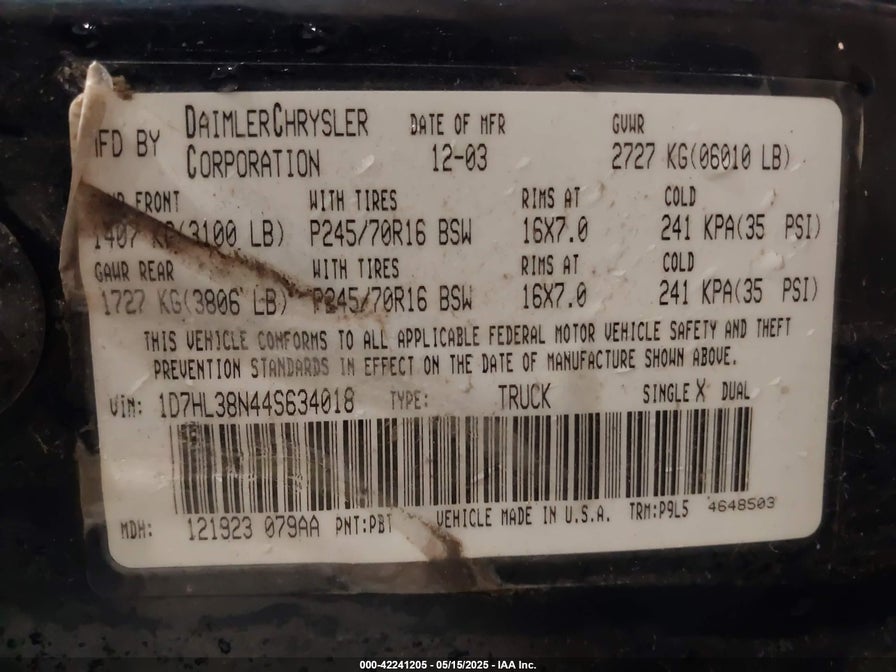 MFD BY DAIMLERCHRYSLER CORPORATION DATE OF MFR 12-03 GVWR 2727 KG(06010 LB)
FRONT WITH TIRES RIMS AT COLD
1407 KG(3100 LB) P245/70R16 BSW 16X7.0 241 KPA(35 PSI)
GAWR REAR WITH TIRES RIMS AT COLD
1727 KG(3806 LB) P245/70R16 BSW 16X7.0 241 KPA(35 PSI)
THIS VEHICLE CONFORMS TO ALL APPLICABLE FEDERAL MOTOR VEHICLE SAFETY AND THEFT
PREVENTION STANDARDS IN EFFECT ON THE DATE OF MANUFACTURE SHOWN ABOVE.
VIN: 1D7HL38N44S634018 TYPE: TRUCK SINGLE X DUAL
MDH: 121923 079AA PNT:PBT VEHICLE MADE IN U.S.A. TRM:P9L5 4648503
000-42241205 - 05/15/2025 - IAA Inc.